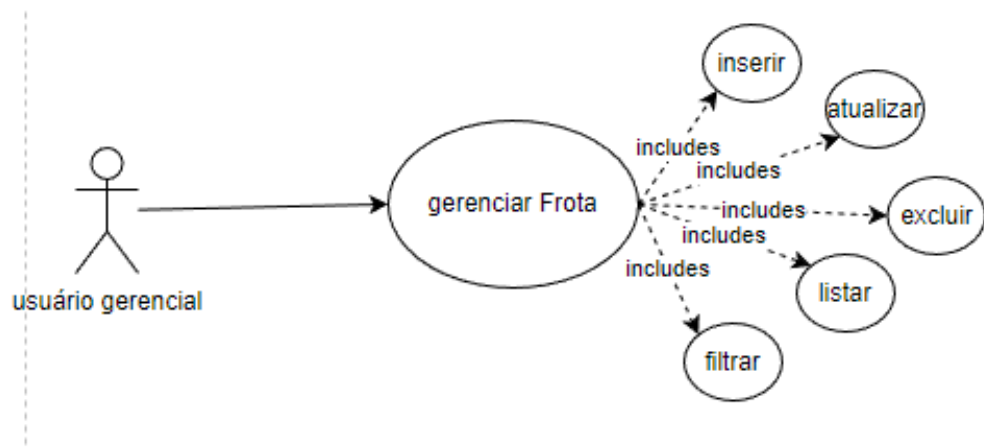 inserir
atualizar
includes
includes
gerenciar Frota
includes
excluir
includes
includes
listar
usuário gerencial
filtrar